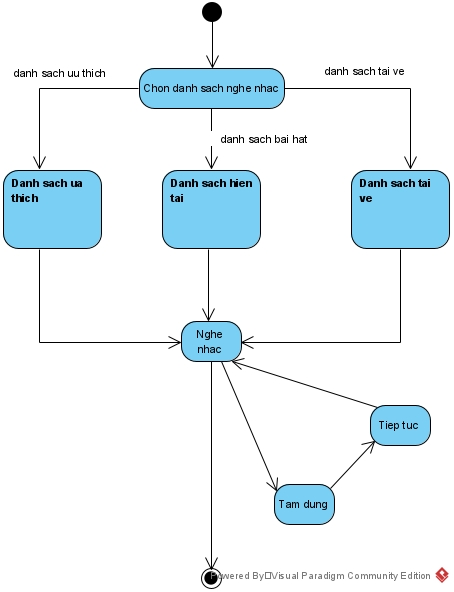 danh sach uu thich
danh sach tai ve
Chon danh sach nghe nhac
danh sach bai hat
Danh sach ua
thich
Danh sach hien
tai
Danh sach tai
ve
Nghe
nhac
Tiep tuc
Tam dung
Powered By Visual Paradigm Community Edition